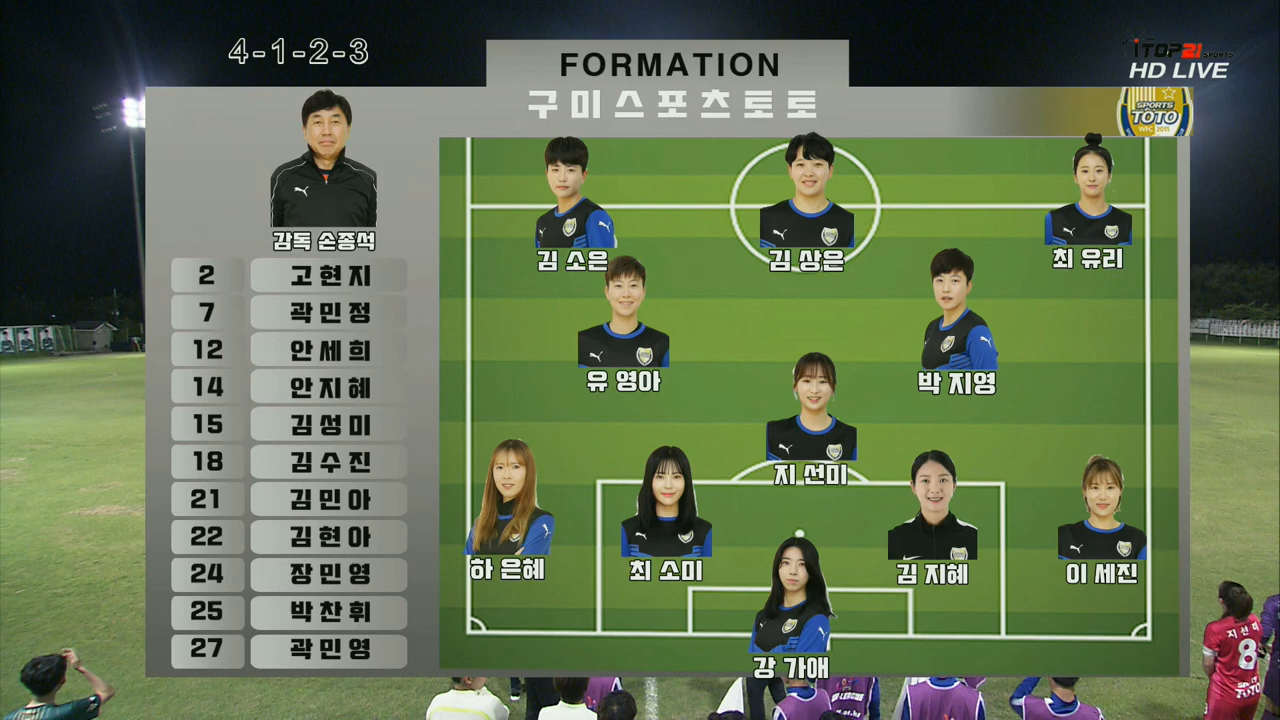 4-1-2-3
FORMATION
구미스포츠토토
iTOP21 SPORTS
HD LIVE
SPORTS
TOTO
WFC 2011
감독 손종석
2 고현지
7 곽민정
12 안세희
14 안지혜
15 김성미
18 김수진
21 김민아
22 김현아
24 장민영
25 박찬휘
27 곽민영
김 소은
김 상은
최 유리
유 영아
박 지영
지 선미
하 은혜
최 소미
김 지혜
이 세진
강 가애
지선미
8